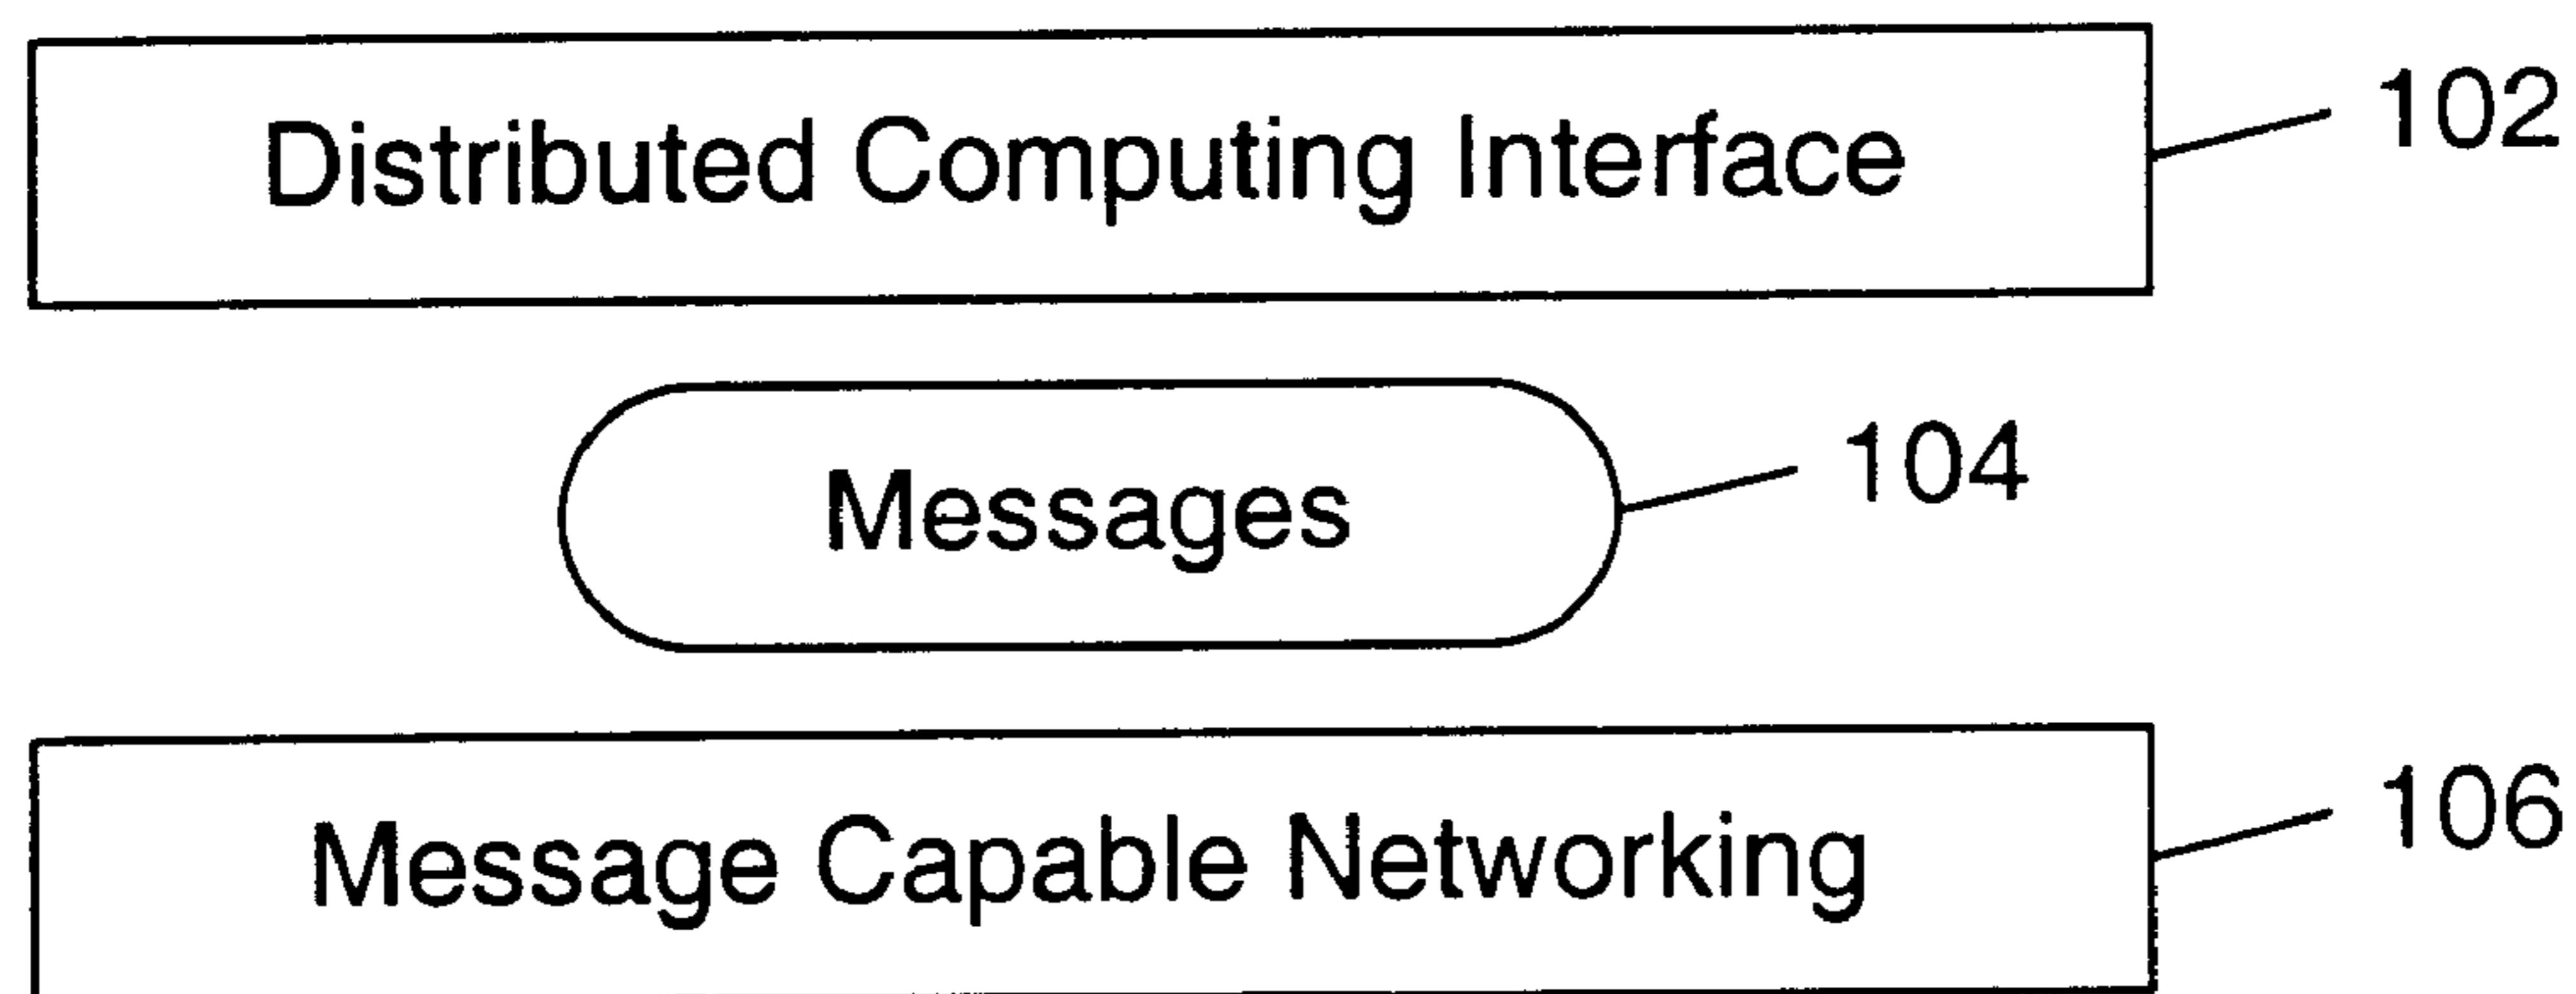 Distributed Computing Interface 102
Messages 104
Message Capable Networking 106